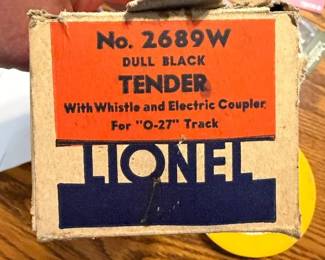 No. 2689W
DULL BLACK
TENDER
With Whistle and Electric Coupler.
For "O-27" Track
LIONEL